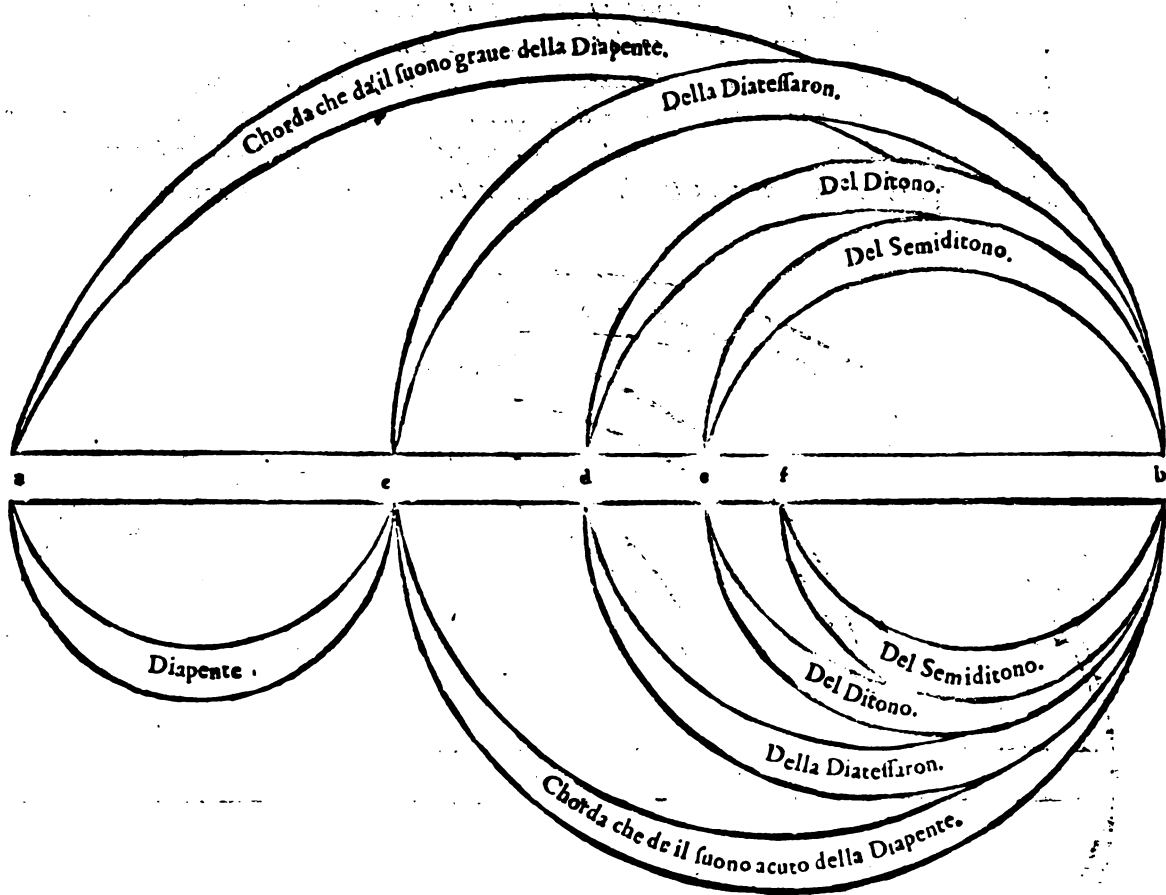 Chorda che da il ſuono graue della Diapente.
Della Diateſſaron.
Del Ditono.
Del Semiditono.
a c d e f b
Diapente.
Del Semiditono.
Del Ditono.
Della Diateſſaron.
Chorda che da il ſuono acuto della Diapente.